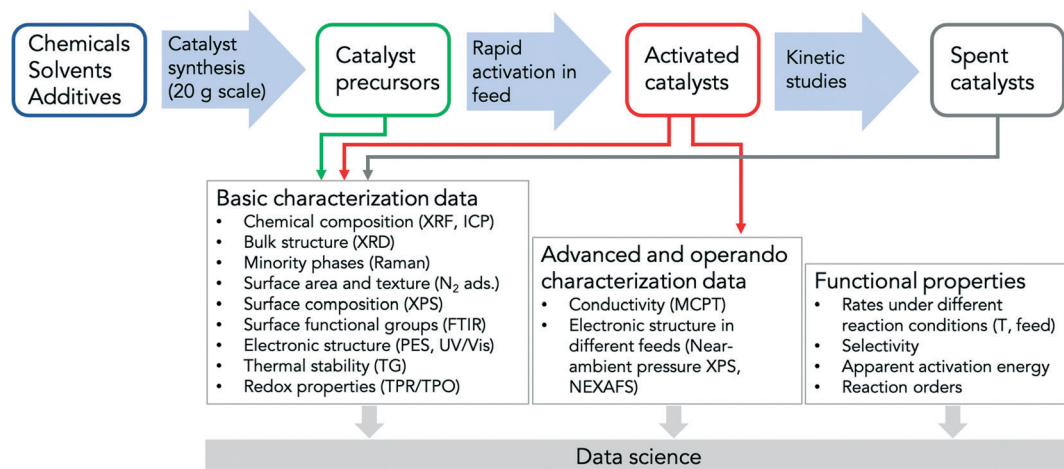 Chemicals
Solvents
Additives
Catalyst
synthesis
(20 g scale)
Catalyst
precursors
Rapid
activation in
feed
Activated
catalysts
Kinetic
studies
Spent
catalysts
Basic characterization data
• Chemical composition (XRF, ICP)
• Bulk structure (XRD)
• Minority phases (Raman)
• Surface area and texture (N₂ ads.)
• Surface composition (XPS)
• Surface functional groups (FTIR)
• Electronic structure (PES, UV/Vis)
• Thermal stability (TG)
• Redox properties (TPR/TPO)
Advanced and operando
characterization data
• Conductivity (MCPT)
• Electronic structure in
different feeds (Near-
ambient pressure XPS,
NEXAFS)
Functional properties
• Rates under different
reaction conditions (T, feed)
• Selectivity
• Apparent activation energy
• Reaction orders
Data science